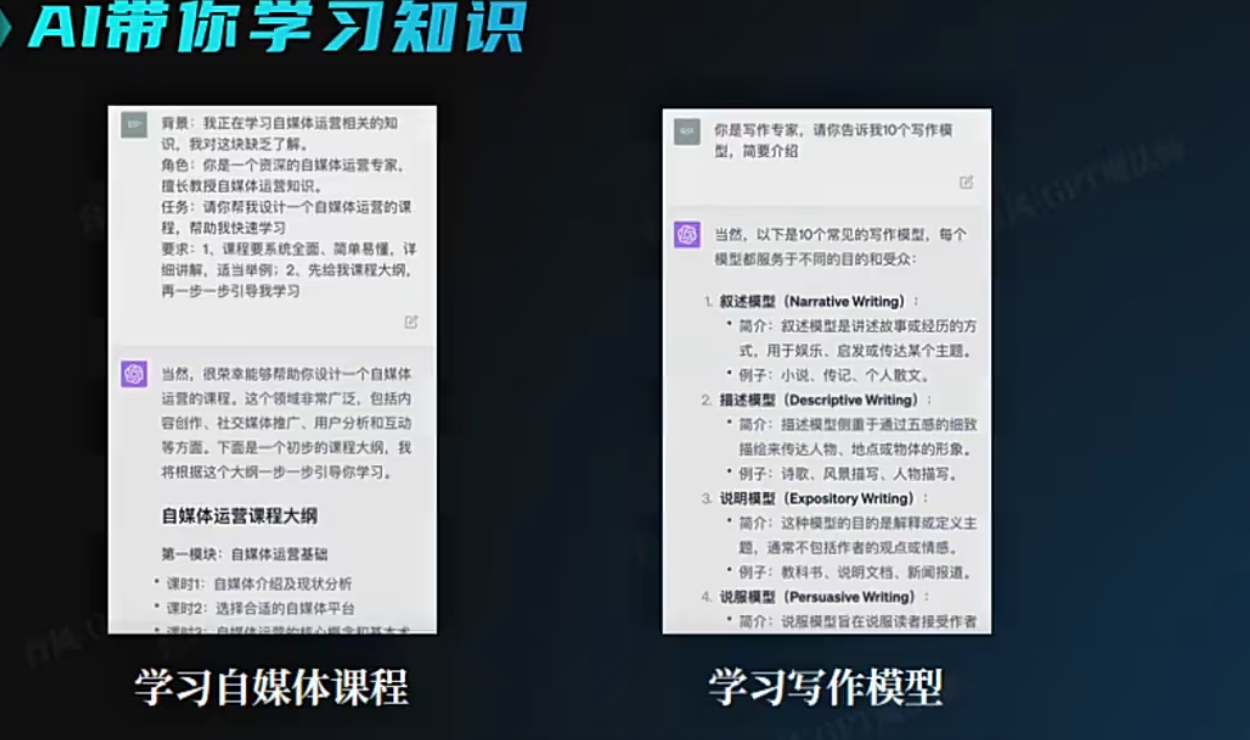 AI带你学习知识
背景：我正在学习自媒体运营相关的知
识，我对这块缺乏了解。
角色：你是一个资深的自媒体运营专家，
擅长教授自媒体运营知识。
任务：请你帮我设计一个自媒体运营的课
程，帮助我快速学习
要求：1、课程要系统全面、简单易懂，详
细讲解，适当举例；2、先给我课程大纲，
再一步一步引导我学习
当然，很荣幸能够帮助你设计一个自媒体
运营的课程。这个领域非常广泛，包括内
容创作、社交媒体推广、用户分析和互动
等方面。下面是一个初步的课程大纲，我
将根据这个大纲一步一步引导你学习。
自媒体运营课程大纲
第一模块：自媒体运营基础
• 课时1：自媒体介绍及现状分析
• 课时2：选择合适的自媒体平台
• 课时3：自媒体运营的核心概念和基本术
学习自媒体课程
你是写作专家，请你告诉我10个写作模
型，简要介绍
当然，以下是10个常见的写作模型，每个
模型都服务于不同的目的和受众：
1. 叙述模型（Narrative Writing）：
• 简介：叙述模型是讲述故事或经历的方
式，用于娱乐、启发或传达某个主题。
• 例子：小说、传记、个人散文。
2. 描述模型（Descriptive Writing）：
• 简介：描述模型侧重于通过五感的细致
描绘来传达人物、地点或物体的形象。
• 例子：诗歌、风景描写、人物描写。
3. 说明模型（Expository Writing）：
• 简介：这种模型的目的是解释或定义主
题，通常不包括作者的观点或情感。
• 例子：教科书、说明文档、新闻报道。
4. 说服模型（Persuasive Writing）：
• 简介：说服模型旨在说服读者接受作者
学习写作模型